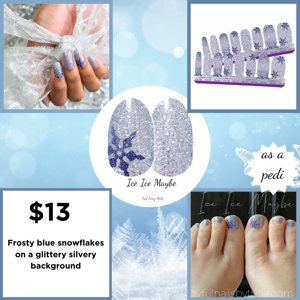 Ice Ice Maybe
as a
pedi
$13
Frosty blue snowflakes
on a glittery silvery
background
Ice Ice Maybe